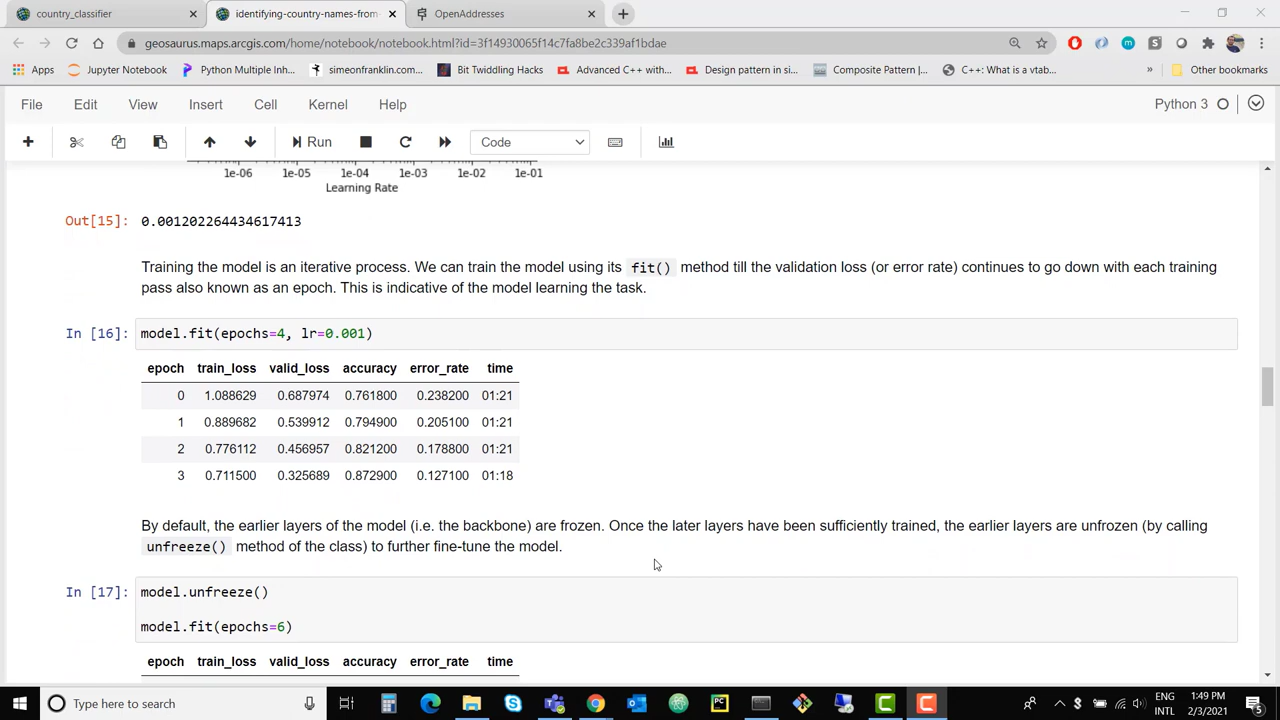 country_classifier
identifying-country-names-from-
OpenAddresses
geosaurus.maps.arcgis.com/home/notebook/notebook.html?id=3f14930065f14c7fa8be2c339af1bdae
Apps
Jupyter Notebook
Python Multiple Inh...
simeonfranklin.com...
Bit Twiddling Hacks
Advanced C++ with...
Design pattern in si...
Composite Pattern |...
C++: What is a vtab...
»
Other bookmarks
File
Edit
View
Insert
Cell
Kernel
Help
Python 3
Run
Code
1e-06 1e-05 1e-04 1e-03 1e-02 1e-01
Learning Rate
Out[15]: 0.001202264434617413
Training the model is an iterative process. We can train the model using its fit() method till the validation loss (or error rate) continues to go down with each training
pass also known as an epoch. This is indicative of the model learning the task.
In [16]: model.fit(epochs=4, lr=0.001)
epoch train_loss valid_loss accuracy error_rate time
0 1.088629 0.687974 0.761800 0.238200 01:21
1 0.889682 0.539912 0.794900 0.205100 01:21
2 0.776112 0.456957 0.821200 0.178800 01:21
3 0.711500 0.325689 0.872900 0.127100 01:18
By default, the earlier layers of the model (i.e. the backbone) are frozen. Once the later layers have been sufficiently trained, the earlier layers are unfrozen (by calling
unfreeze() method of the class) to further fine-tune the model.
In [17]: model.unfreeze()
model.fit(epochs=6)
epoch train_loss valid_loss accuracy error_rate time
Type here to search
ENG
INTL
1:49 PM
2/3/2021
5